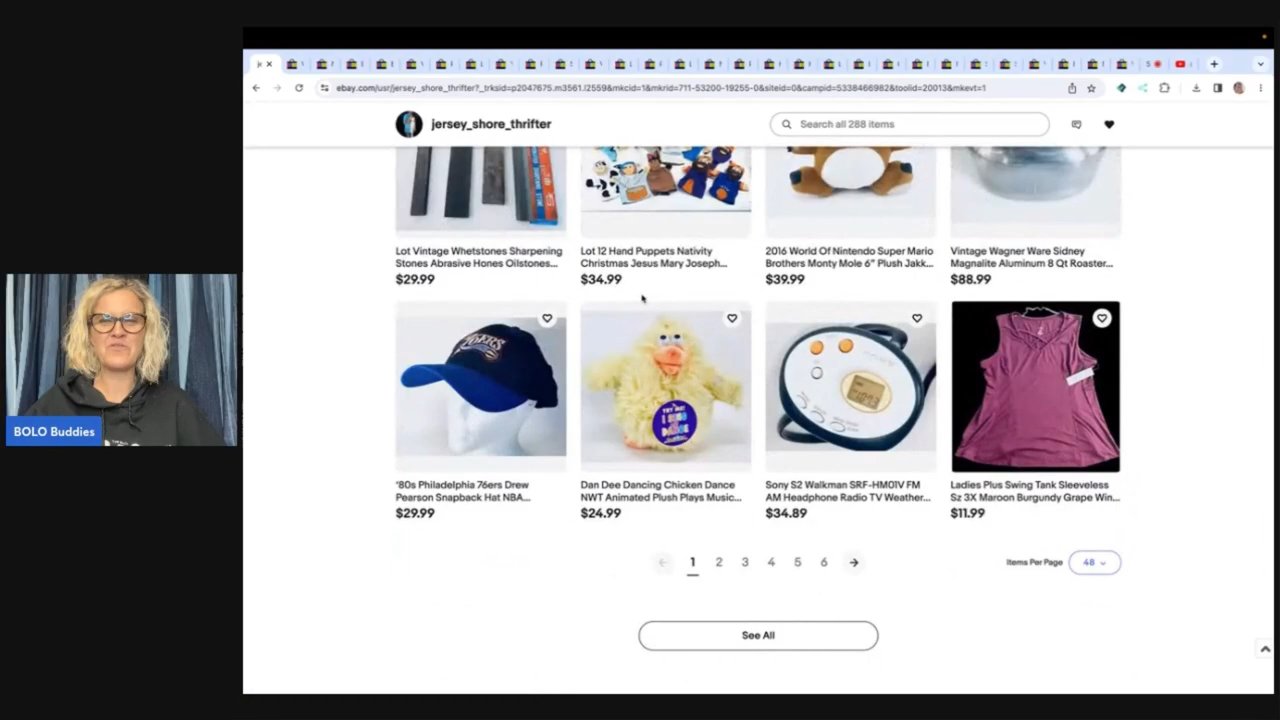 ebay.com/usr/jersey_shore_thrifter?_trksid=p2047675.m3561.l2559&mkcid=1&mkrid=711-53200-19255-0&siteid=0&campid=5338466982&toolid=20013&mkevt=1
jersey_shore_thrifter
Search all 288 items
Lot Vintage Whetstones Sharpening
Stones Abrasive Hones Oilstones...
$29.99
Lot 12 Hand Puppets Nativity
Christmas Jesus Mary Joseph...
$34.99
2016 World Of Nintendo Super Mario
Brothers Monty Mole 6" Plush Jakk...
$39.99
Vintage Wagner Ware Sidney
Magnalite Aluminum 8 Qt Roaster...
$88.99
BOLO Buddies
TRY ME!
I SING
DANCE
'80s Philadelphia 76ers Drew
Pearson Snapback Hat NBA...
$29.99
Dan Dee Dancing Chicken Dance
NWT Animated Plush Plays Music...
$24.99
Sony S2 Walkman SRF-HM01V FM
AM Headphone Radio TV Weather...
$34.89
Ladies Plus Swing Tank Sleeveless
Sz 3X Maroon Burgundy Grape Win...
$11.99
1 2 3 4 5 6
Items Per Page
48
See All